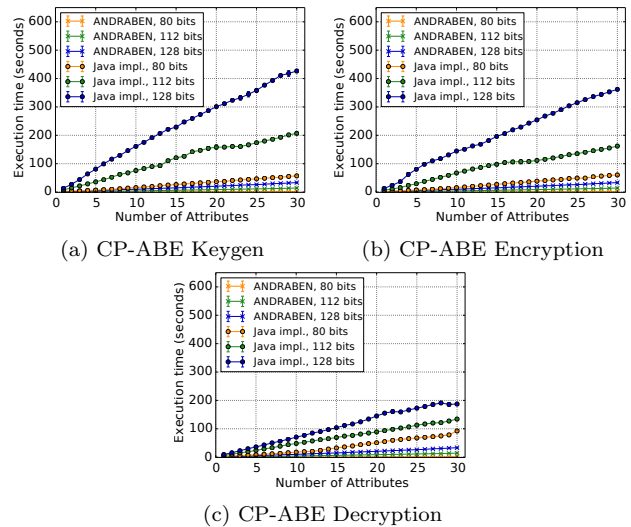 600
500
400
300
200
100
0
0 5 10 15 20 25 30
Execution time (seconds)
Number of Attributes
ANDRABEN, 80 bits
ANDRABEN, 112 bits
ANDRABEN, 128 bits
Java impl., 80 bits
Java impl., 112 bits
Java impl., 128 bits
(a) CP-ABE Keygen
600
500
400
300
200
100
0
0 5 10 15 20 25 30
Execution time (seconds)
Number of Attributes
ANDRABEN, 80 bits
ANDRABEN, 112 bits
ANDRABEN, 128 bits
Java impl., 80 bits
Java impl., 112 bits
Java impl., 128 bits
(b) CP-ABE Encryption
600
500
400
300
200
100
0
0 5 10 15 20 25 30
Execution time (seconds)
Number of Attributes
ANDRABEN, 80 bits
ANDRABEN, 112 bits
ANDRABEN, 128 bits
Java impl., 80 bits
Java impl., 112 bits
Java impl., 128 bits
(c) CP-ABE Decryption